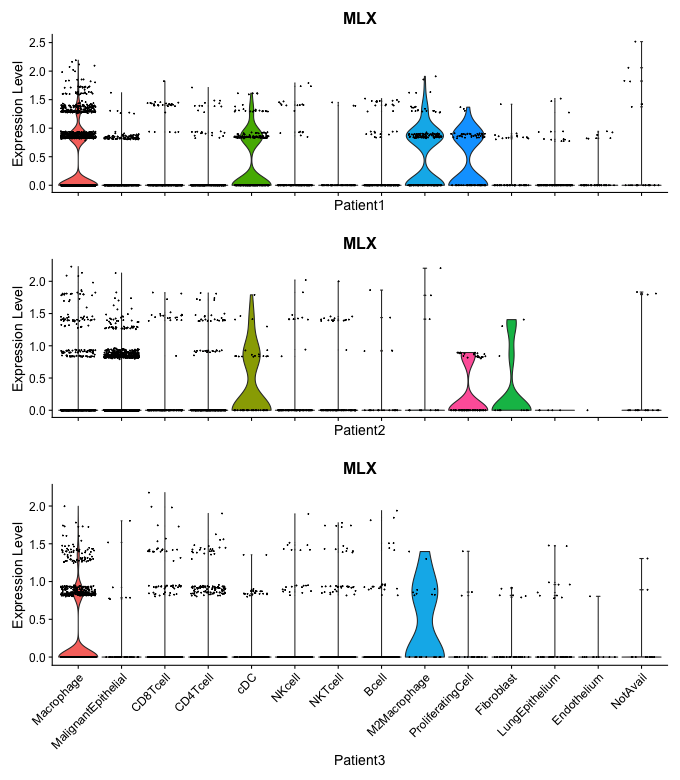 MLX
Expression Level
2.5
2.0
1.5
1.0
0.5
0.0
Patient1
MLX
Expression Level
2.0
1.5
1.0
0.5
0.0
Patient2
MLX
Expression Level
2.0
1.5
1.0
0.5
0.0
Macrophage
MalignantEpithelial
CD8Tcell
CD4Tcell
cDC
NKcell
NKTcell
Bcell
M2Macrophage
ProliferatingCell
Fibroblast
LungEpithelium
Endothelium
NotAvail
Patient3